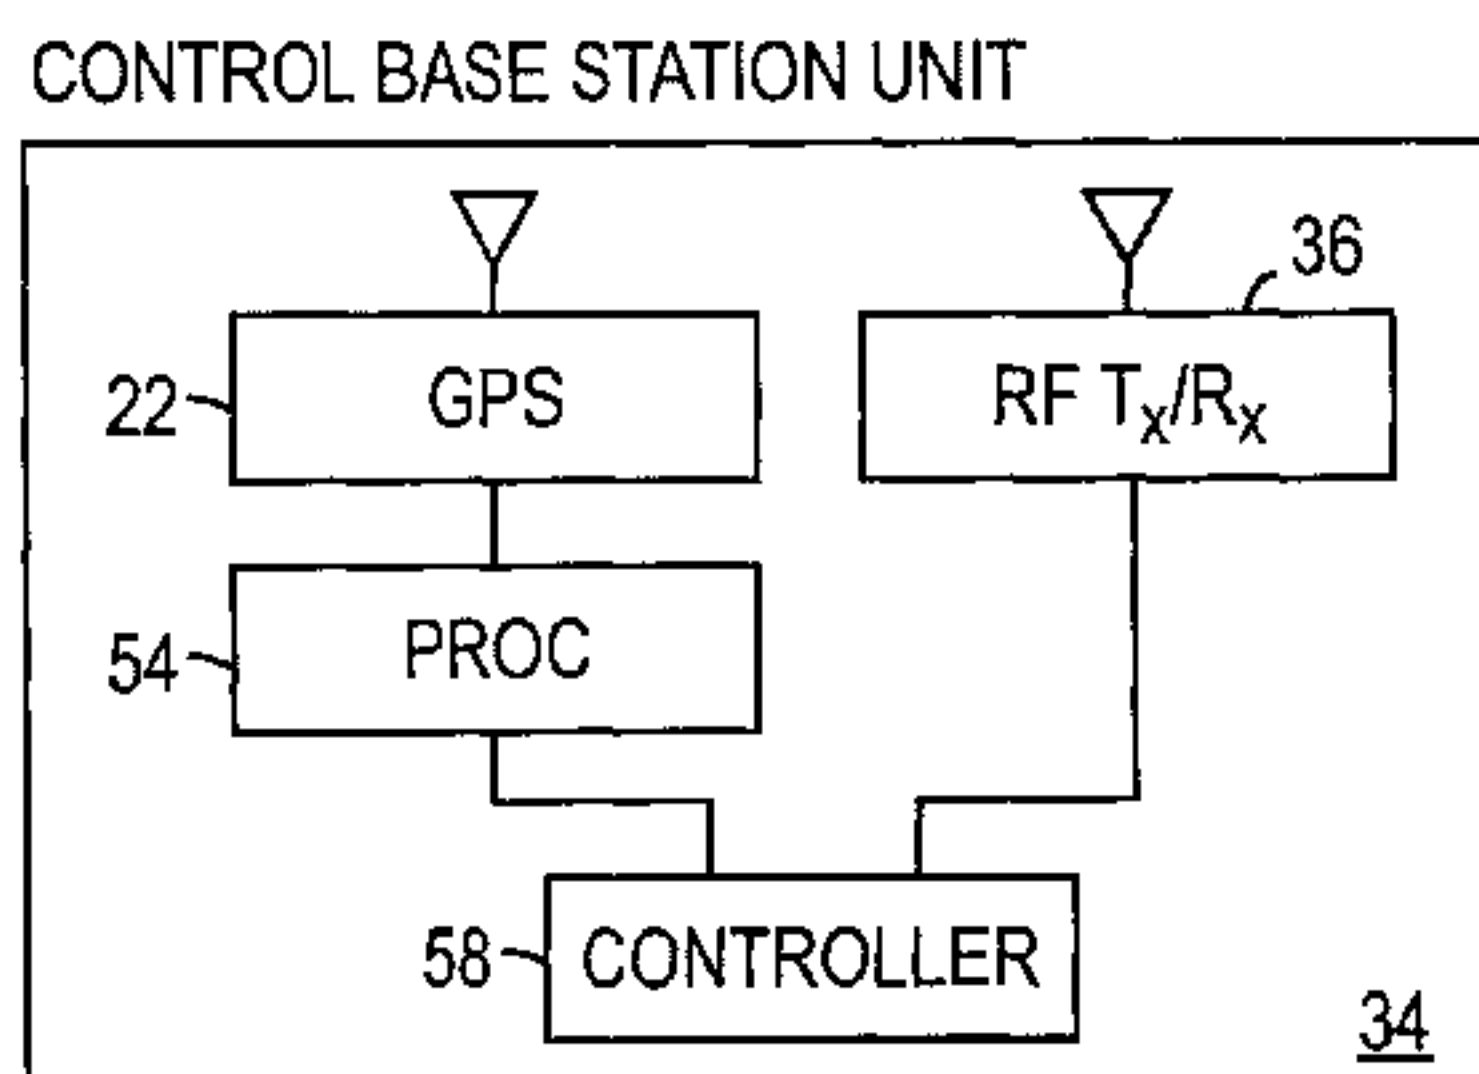 CONTROL BASE STATION UNIT
36
22
GPS
RF Tx/Rx
54
PROC
58
CONTROLLER
34